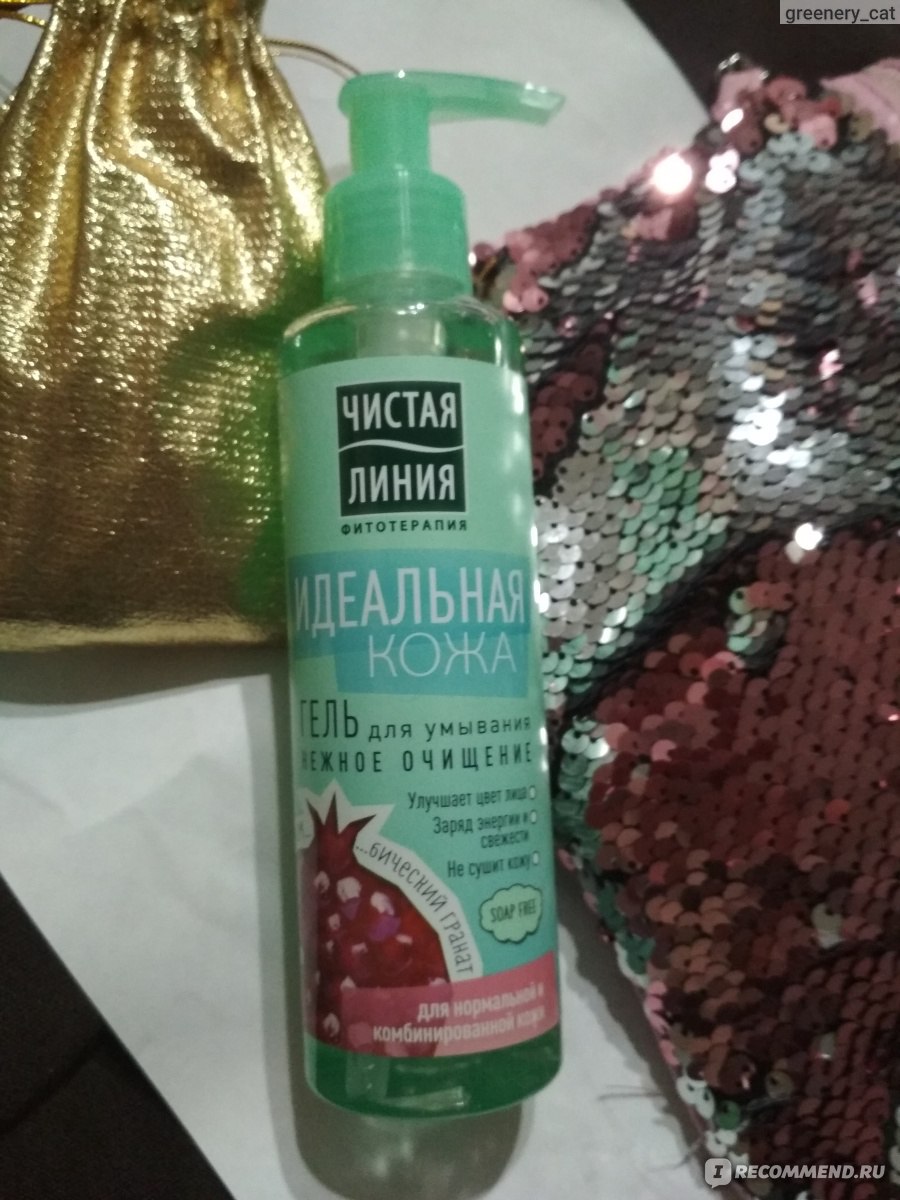 greenery_cat
ЧИСТАЯ
ЛИНИЯ
ФИТОТЕРАПИЯ
ИДЕАЛЬНАЯ
КОЖА
ГЕЛЬ для умывания
НЕЖНОЕ ОЧИЩЕНИЕ
Улучшает цвет лица
Заряд энергии и
свежести
Не сушит кожу
...бический гранат
SOAP FREE
для нормальной и
комбинированной кожи
IRECOMMEND.RU